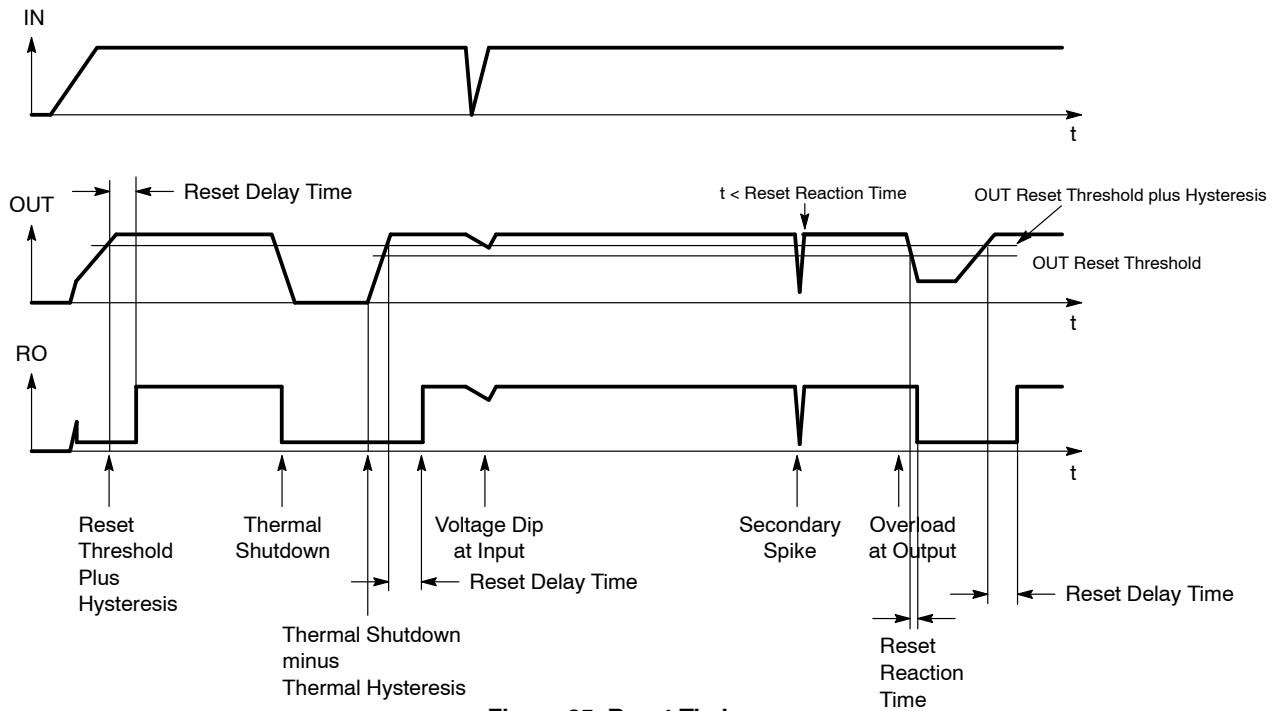 IN
t
Reset Delay Time
t < Reset Reaction Time
OUT Reset Threshold plus Hysteresis
OUT
OUT Reset Threshold
t
RO
t
Reset
Threshold
Plus
Hysteresis
Thermal
Shutdown
Voltage Dip
at Input
Secondary
Spike
Overload
at Output
Reset Delay Time
Reset Delay Time
Thermal Shutdown
minus
Thermal Hysteresis
Reset
Reaction
Time